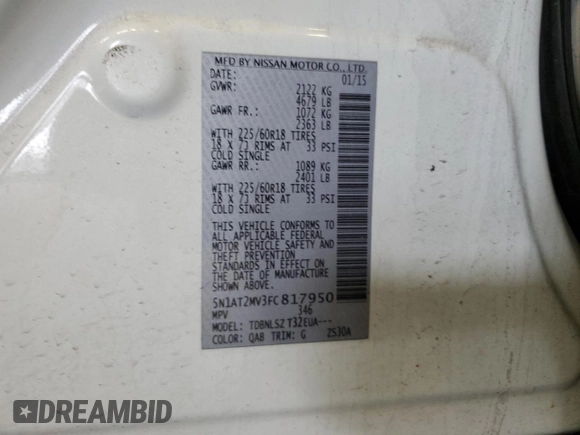 MFD BY NISSAN MOTOR CO., LTD.
DATE: 01/15
GVWR: 2122 KG
4679 LB
GAWR FR.: 1072 KG
2363 LB
WITH 225/60R18 TIRES
18 X 7J RIMS AT 33 PSI
COLD SINGLE
GAWR RR.: 1089 KG
2401 LB
WITH 225/60R18 TIRES
18 X 7J RIMS AT 33 PSI
COLD SINGLE
THIS VEHICLE CONFORMS TO
ALL APPLICABLE FEDERAL
MOTOR VEHICLE SAFETY AND
THEFT PREVENTION
STANDARDS IN EFFECT ON
THE DATE OF MANUFACTURE
SHOWN ABOVE.
5N1AT2MV3FC817950
MPV 346
MODEL: TDBNLSZ T32EUA---
COLOR: QAB TRIM: G ZS30A
DREAMBID